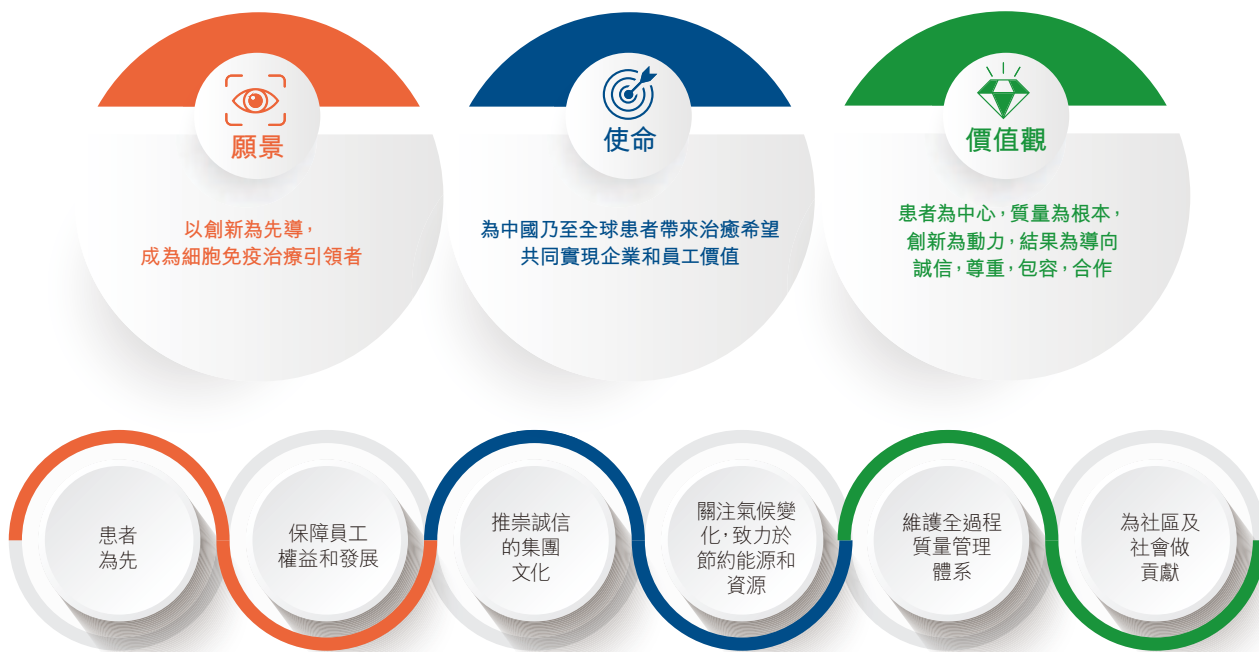 願景
以創新為先導，
成為細胞免疫治療引領者
使命
為中國乃至全球患者帶來治癒希望
共同實現企業和員工價值
價值觀
患者為中心，質量為根本，
創新為動力，結果為導向
誠信，尊重，包容，合作
患者
為先
保障員工
權益和發展
推崇誠信
的集團
文化
關注氣候變
化，致力於
節約能源和
資源
維護全過程
質量管理
體系
為社區及
社會做
貢獻